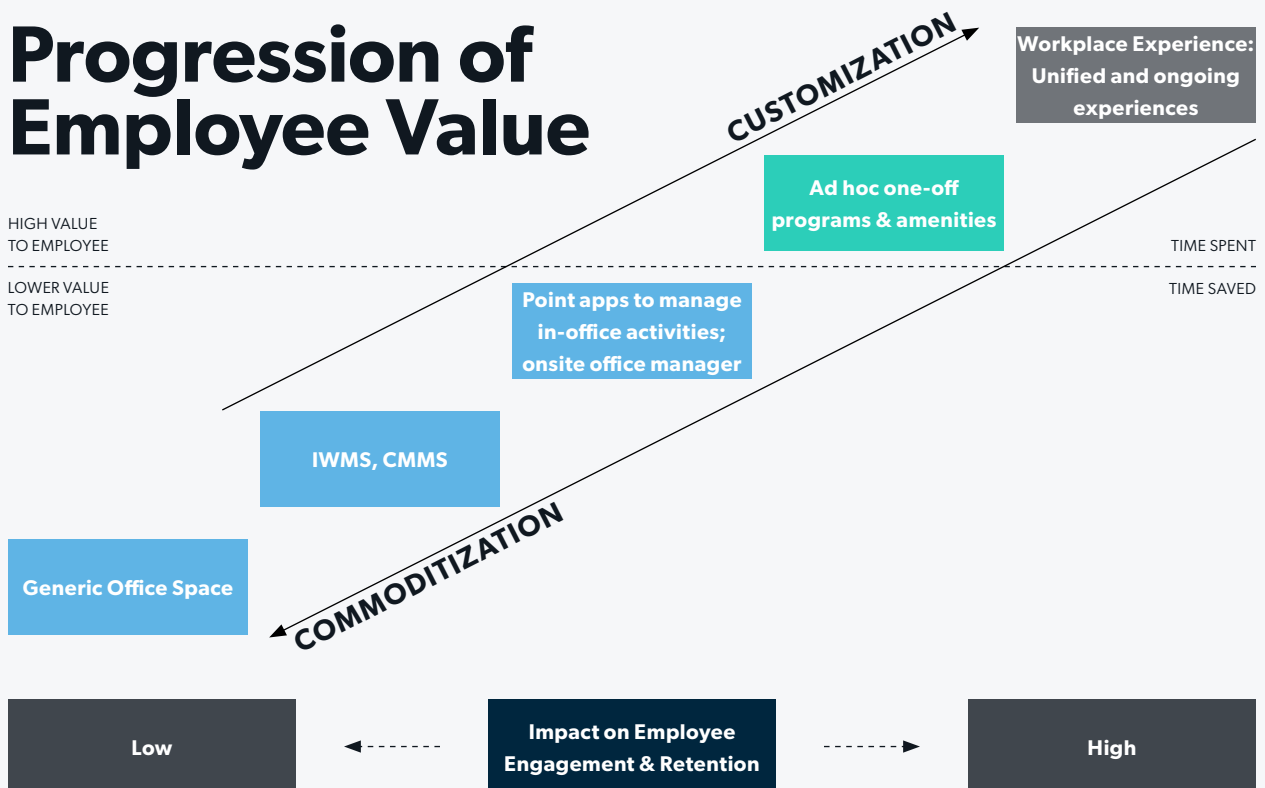 Progression of
Employee Value
CUSTOMIZATION
Workplace Experience:
Unified and ongoing
experiences
Ad hoc one-off
programs & amenities
HIGH VALUE
TO EMPLOYEE
TIME SPENT
LOWER VALUE
TO EMPLOYEE
TIME SAVED
Point apps to manage
in-office activities;
onsite office manager
IWMS, CMMS
COMMODITIZATION
Generic Office Space
Low
Impact on Employee
Engagement & Retention
High